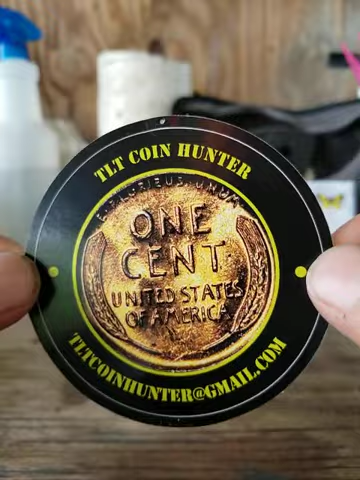 TLT COIN HUNTER
E·PLURIBUS·UNUM
ONE
CENT
UNITED STATES
OF AMERICA
TLTCOINHUNTER@GMAIL.COM